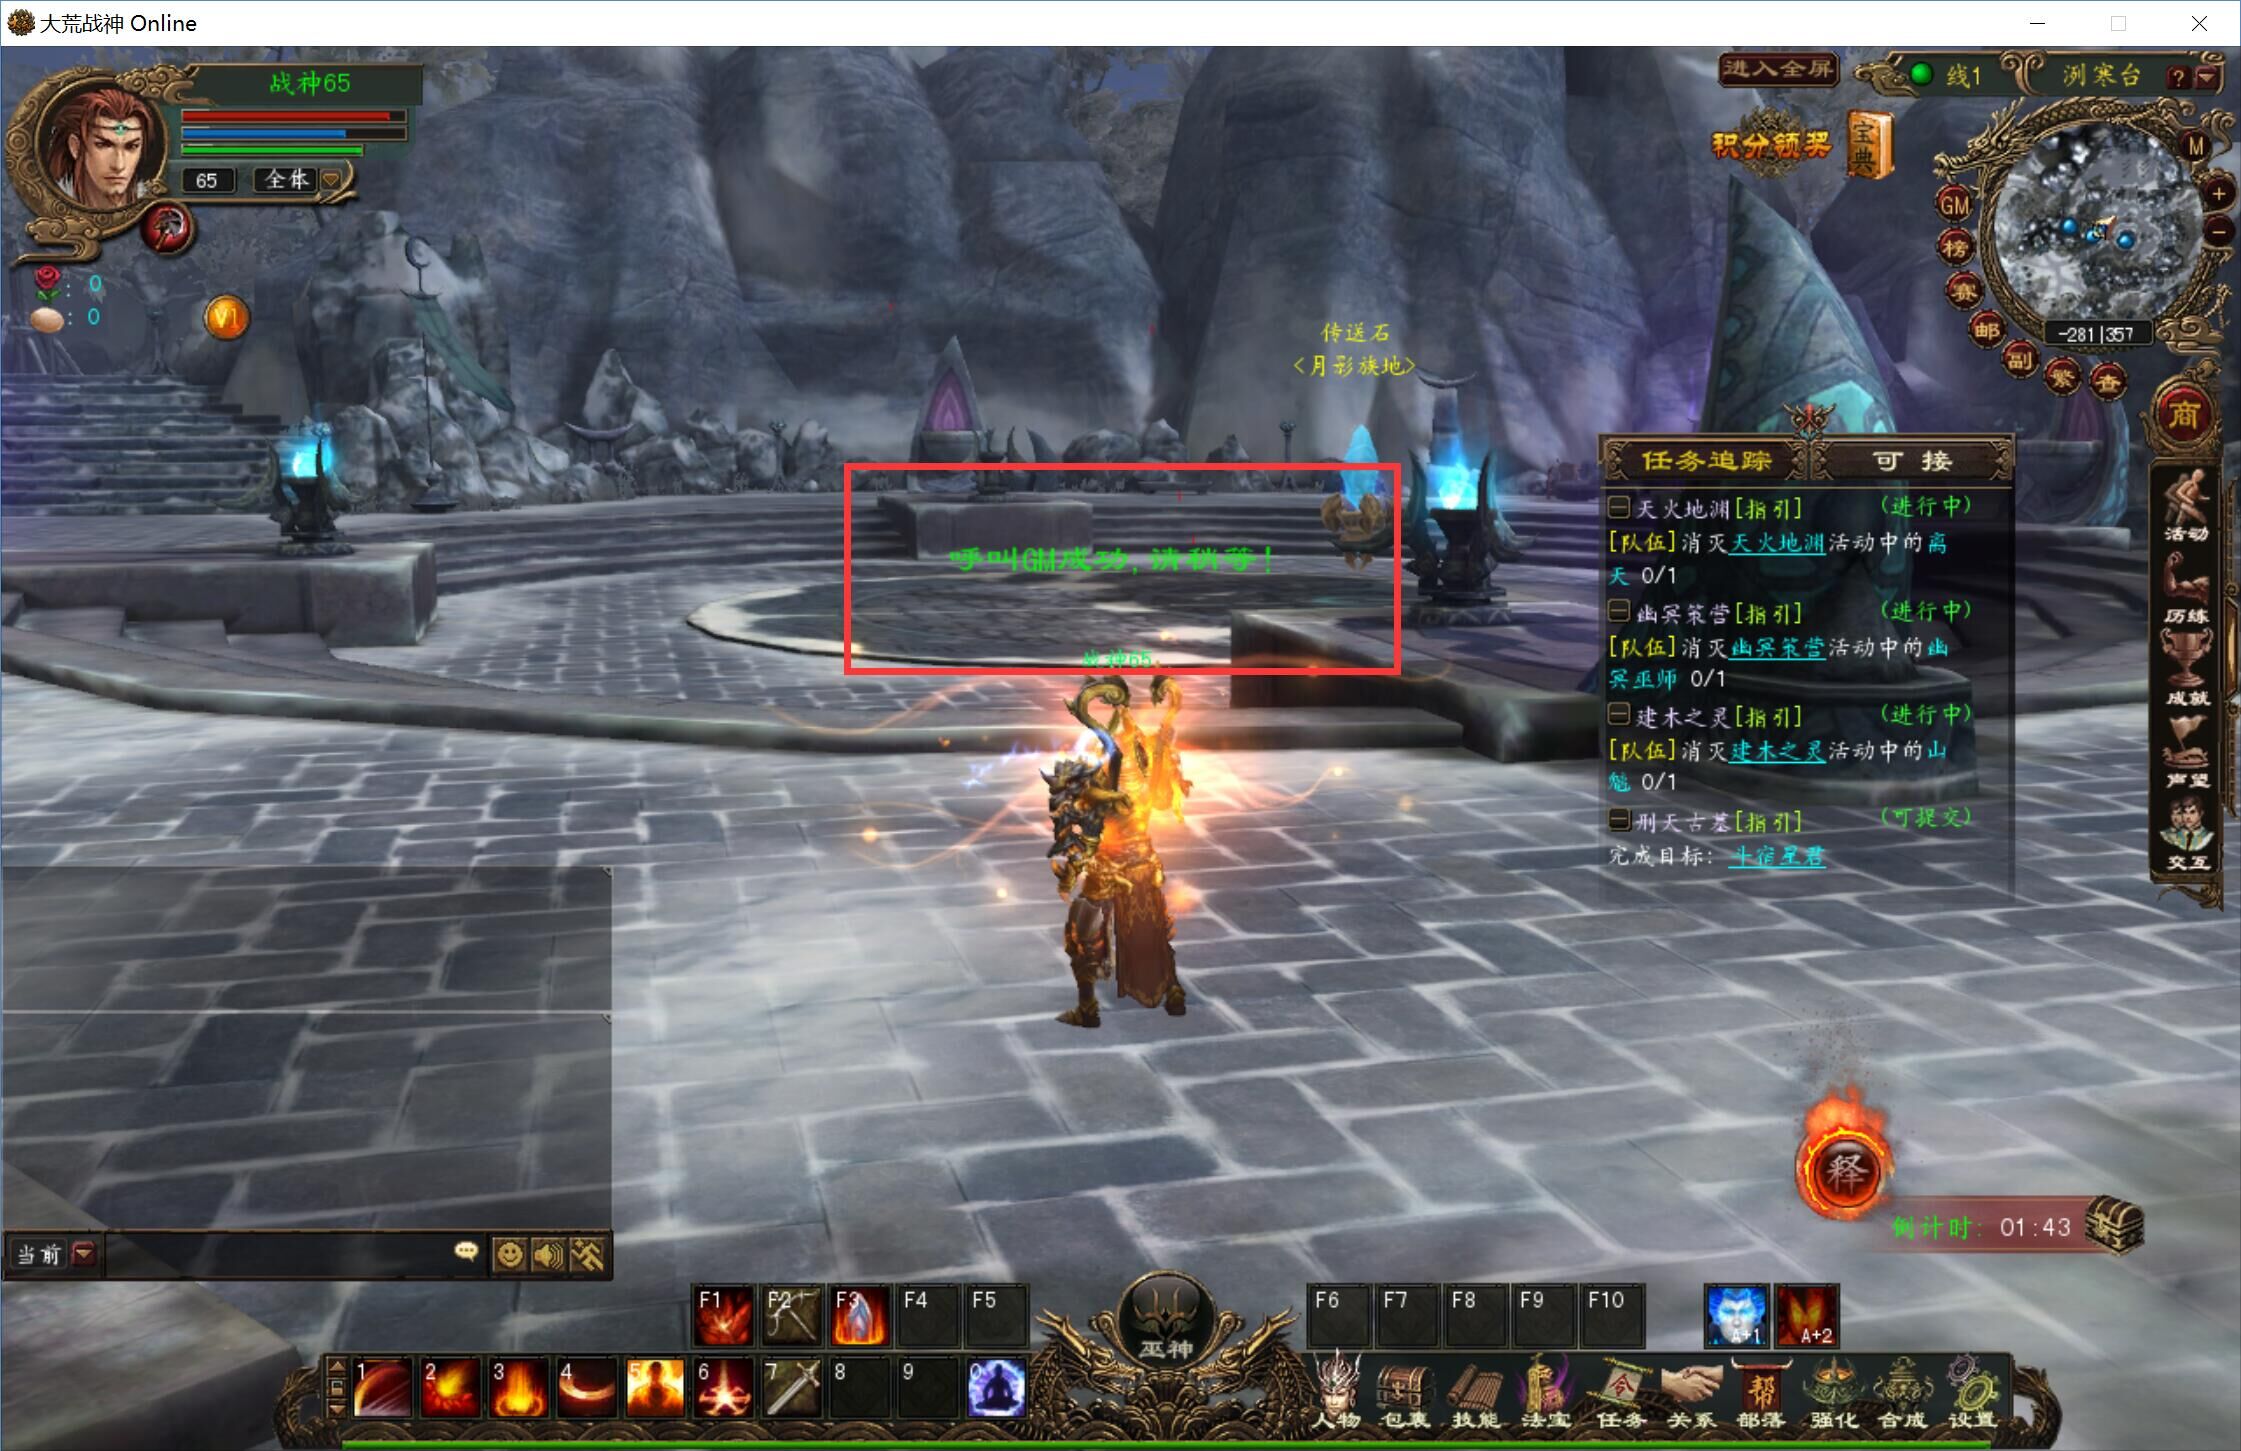 大荒战神 Online
战神65
65
全体
0
0
V1
进入全屏
线1
洌寒台
?
积分领奖
宝典
M
GM
榜
赛
邮
副
繁
查
-281|357
商
传送石
<月影族地>
任务追踪
可接
天火地渊[指引] (进行中)
[队伍]消灭天火地渊活动中的离
天 0/1
幽冥策营[指引] (进行中)
[队伍]消灭幽冥策营活动中的幽
冥巫师 0/1
建木之灵[指引] (进行中)
[队伍]消灭建木之灵活动中的山
魈 0/1
刑天古墓[指引] (可提交)
完成目标: 斗宿星君
活动
历练
成就
声望
交互
呼叫GM成功,请稍等!
战神65
释
倒计时: 01:43
当前
F1 F2 F3 F4 F5
巫神
F6 F7 F8 F9 F10
A+1 A+2
1 2 3 4 5 6 7 8 9 0
人物 包裹 技能 法宝 任务 关系 部落 强化 合成 设置
令
帮